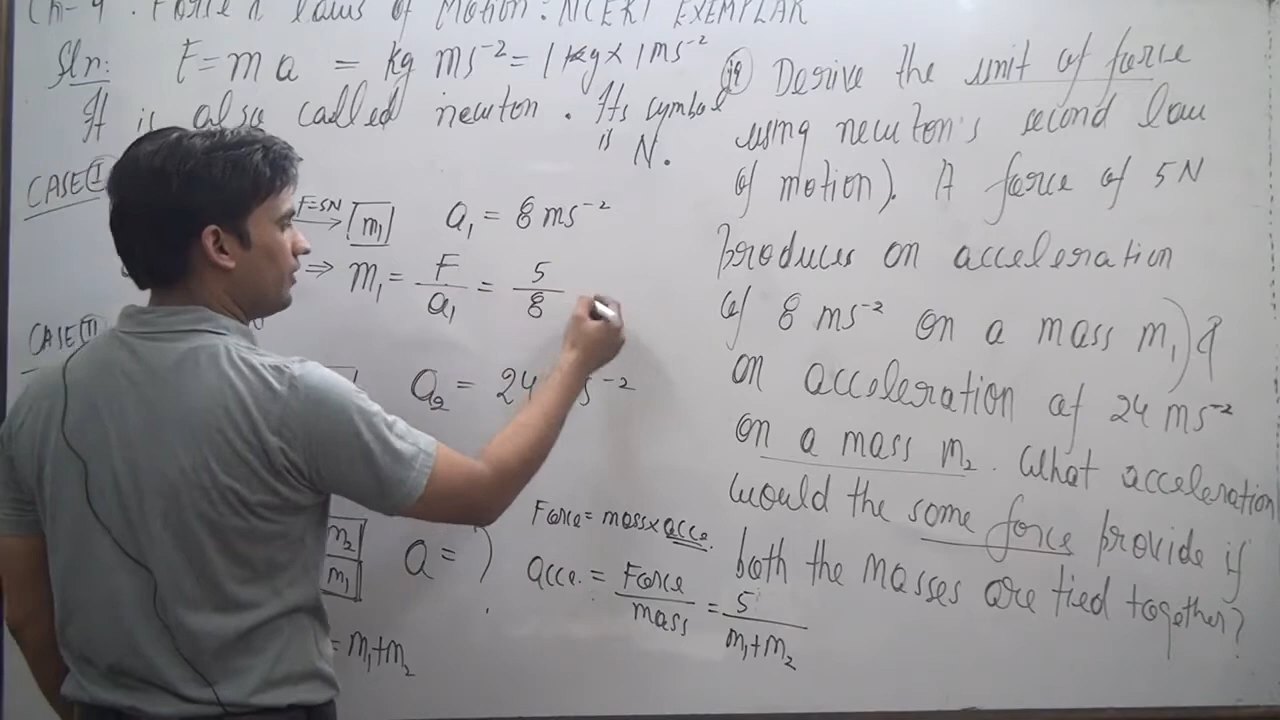 Ch-9. Force & laws of Motion: NCERT EXEMPLAR
Sln: F = m a = kg ms⁻² = 1 kg × 1 ms⁻²
It is also called newton. Its symbol
is N.
CASE(I)
F=5N
m₁ a₁ = 8 ms⁻²
⇒ m₁ = F/a₁ = 5/8
CASE(II)
a₂ = 24 s⁻²
m₂
m₁
a = ?
= m₁+m₂
Force = mass×acce.
acce. = Force/mass = 5/m₁+m₂
Derive the unit of force
using newton's second law
of motion). A force of 5N
produces an acceleration
of 8 ms⁻² on a mass m₁) &
an acceleration of 24 ms⁻²
on a mass m₂. What acceleration
would the same force provide if
both the masses are tied together?